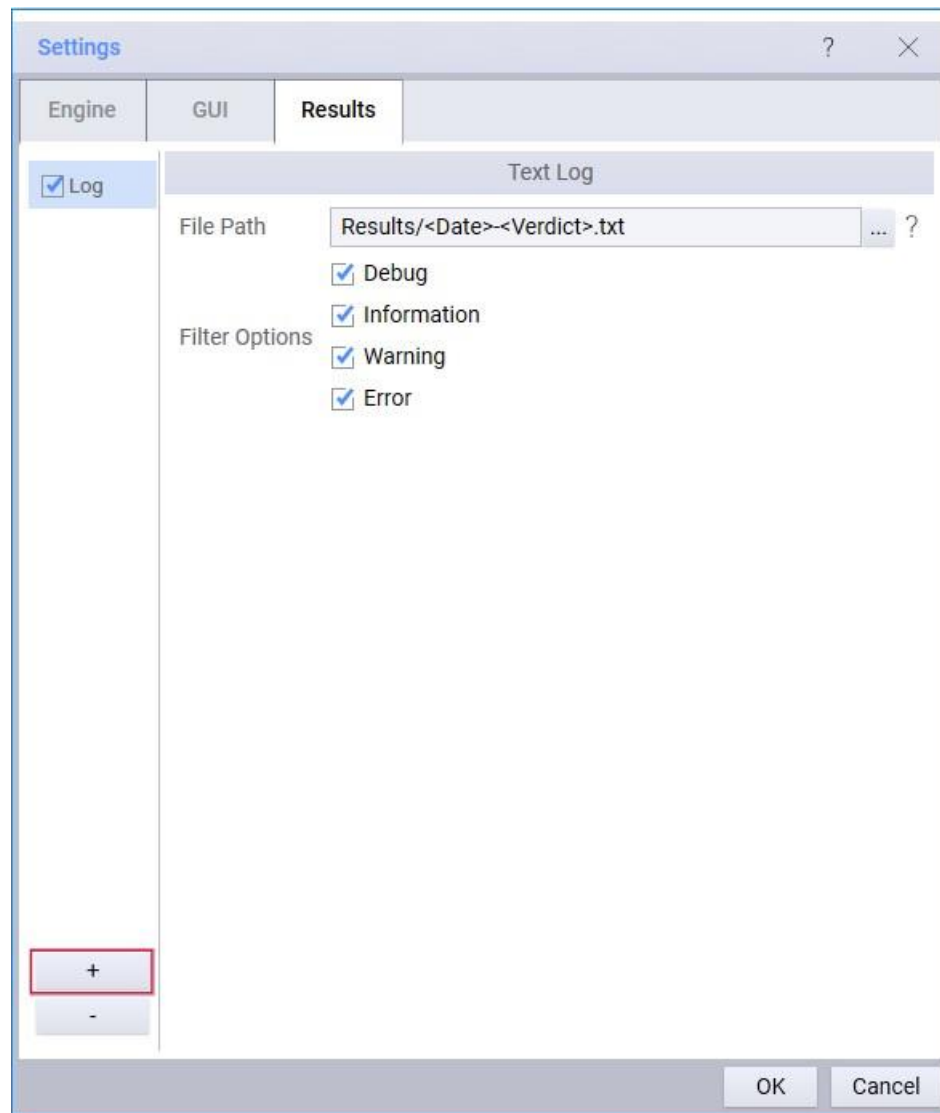 Settings ?
Engine GUI Results
Log
Text Log
File Path Results/<Date>-<Verdict>.txt ... ?
Debug
Information
Filter Options
Warning
Error
+
-
OK Cancel